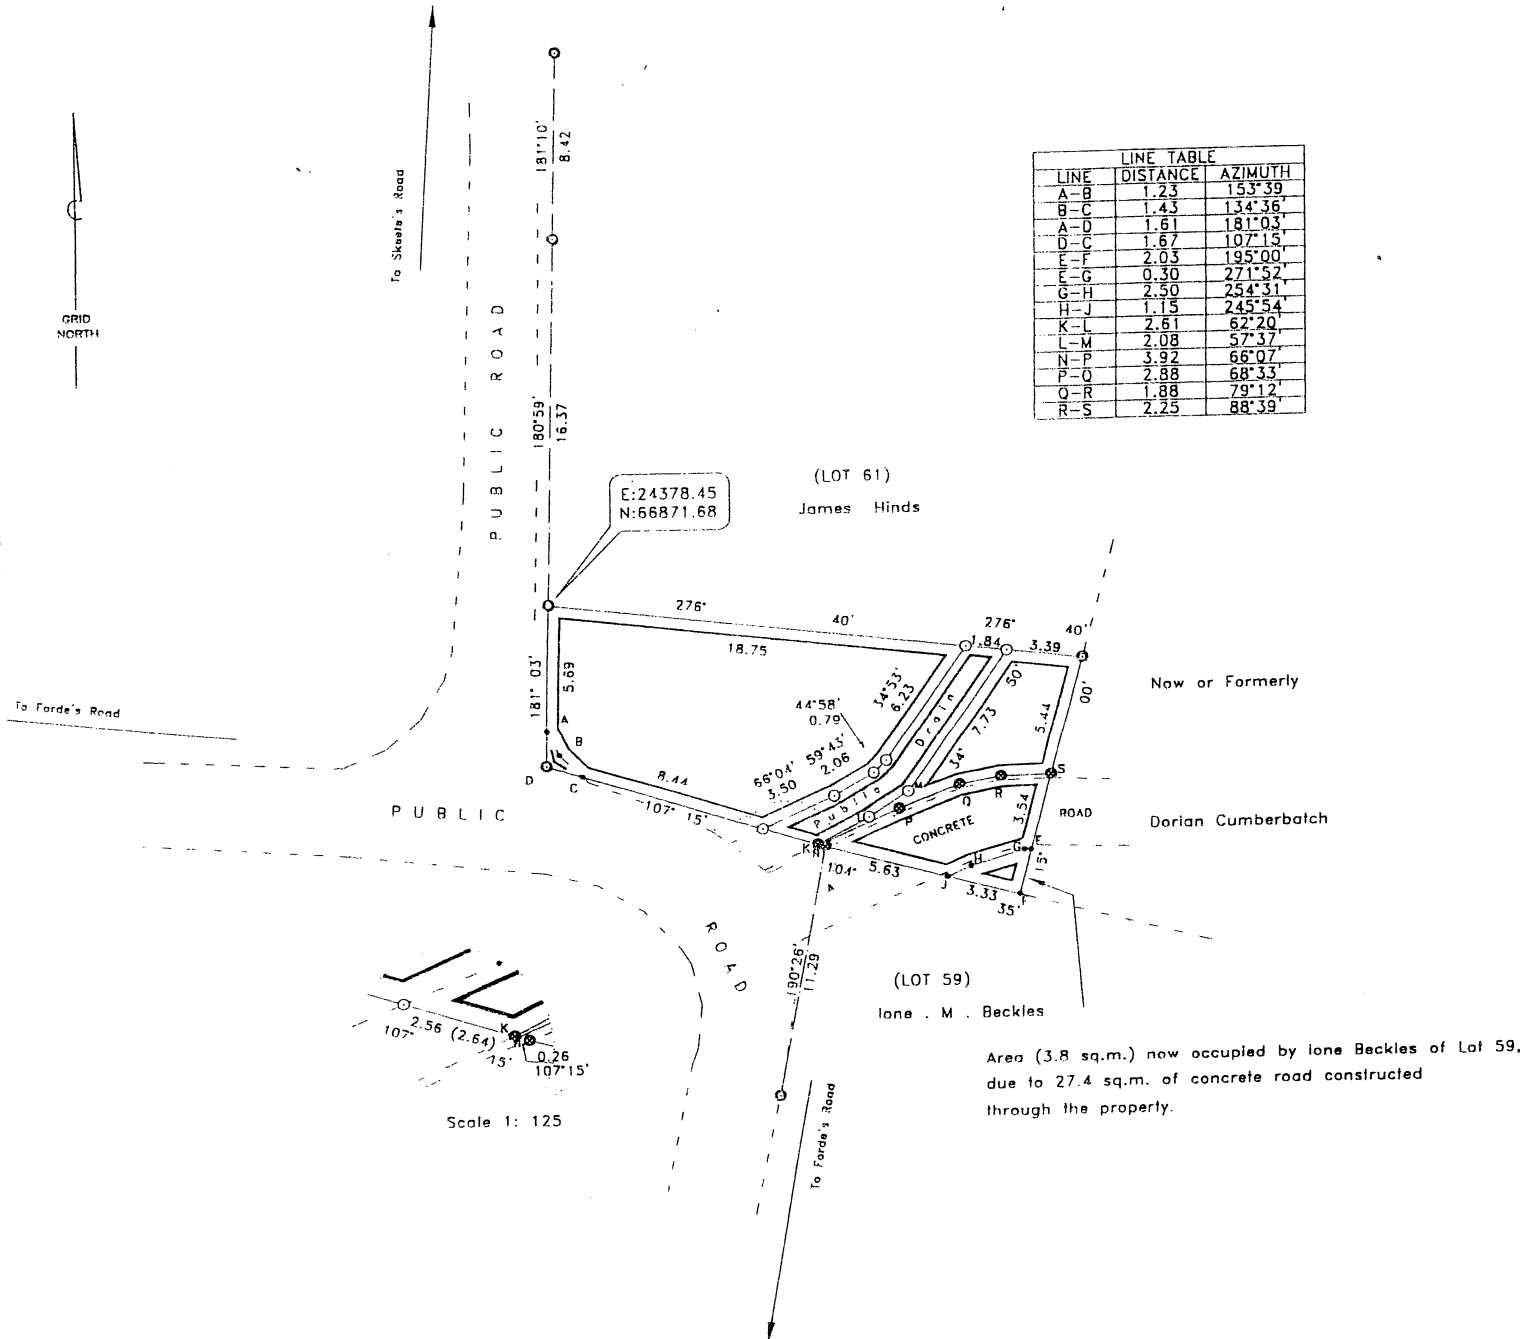 LINE TABLE
LINE DISTANCE AZIMUTH
A-B 1.23 153°39'
B-C 1.43 134°36'
A-D 1.61 181°03'
D-C 1.67 107°15'
E-F 2.03 195°00'
E-G 0.30 271°52'
G-H 2.50 254°31'
H-J 1.15 245°54'
K-L 2.61 62°20'
L-M 2.08 57°37'
N-P 3.92 66°07'
P-Q 2.88 68°33'
Q-R 1.88 79°12'
R-S 2.25 88°39'
GRID
NORTH
To Skeete's Road
181°10'
8.42
PUBLIC ROAD
180°59'
16.37
E:24378.45
N:66871.68
(LOT 61)
James Hinds
276° 40'
18.75
276° 40'
1.84
3.39
Now or Formerly
181° 03'
5.69
34°53'
6.23
44°58'
0.79
59°43'
2.06
66°04'
3.50
Public Drain
34° 50'
7.73
5.44
00'
To Forde's Road
A
B
C
D
8.44
107° 15'
PUBLIC
ROAD
K
N
L
M
P
Q
R
S
CONCRETE
ROAD
3.54
15°
Dorian Cumberbatch
G
E
H
J
F
104° 35'
5.63
3.33
190°26'
11.29
(LOT 59)
Ione . M . Beckles
Area (3.8 sq.m.) now occupied by Ione Beckles of Lot 59,
due to 27.4 sq.m. of concrete road constructed
through the property.
2.56 (2.64)
107° 15'
K
N
0.26
107°15'
Scale 1: 125
To Forde's Road